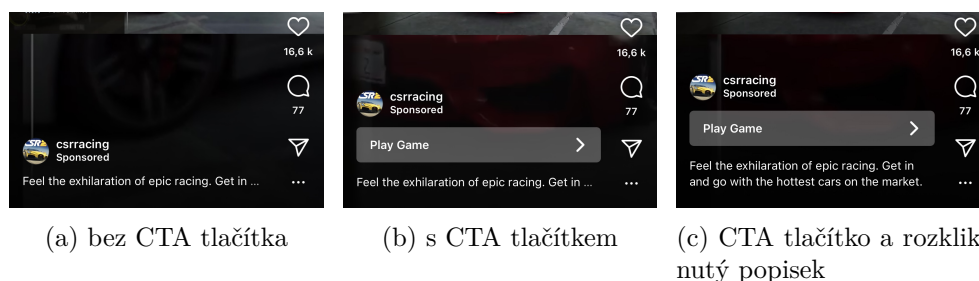 16,6 k
77
csrracing
Sponsored
Feel the exhilaration of epic racing. Get in ...
(a) bez CTA tlačítka
16,6 k
77
csrracing
Sponsored
Play Game
Feel the exhilaration of epic racing. Get in ...
(b) s CTA tlačítkem
16,6 k
77
csrracing
Sponsored
Play Game
Feel the exhilaration of epic racing. Get in
and go with the hottest cars on the market.
(c) CTA tlačítko a rozklik
nutý popisek